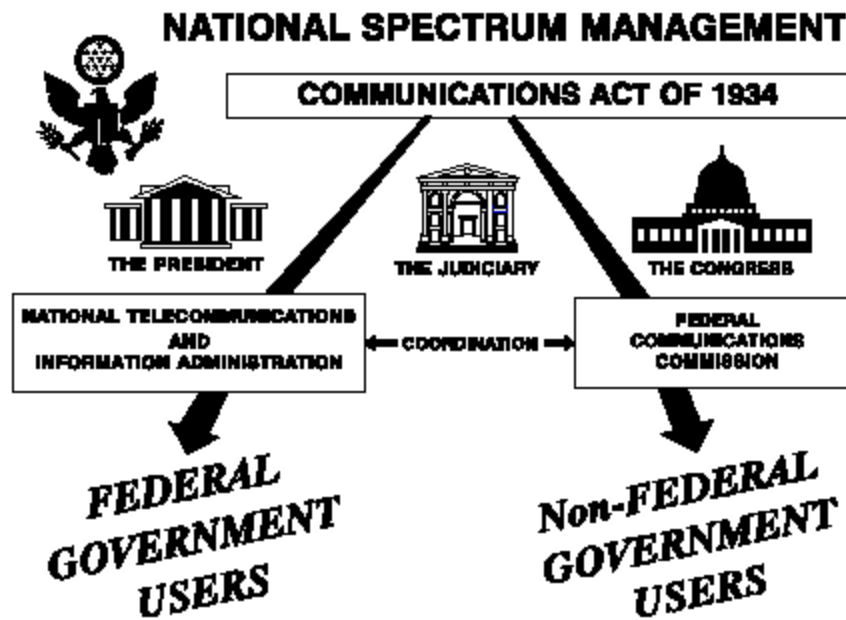 NATIONAL SPECTRUM MANAGEMENT
COMMUNICATIONS ACT OF 1934
THE PRESIDENT
THE JUDICIARY
THE CONGRESS
NATIONAL TELECOMMUNICATIONS
AND
INFORMATION ADMINISTRATION
COORDINATION
FEDERAL
COMMUNICATIONS
COMMISSION
FEDERAL
GOVERNMENT
USERS
Non-FEDERAL
GOVERNMENT
USERS